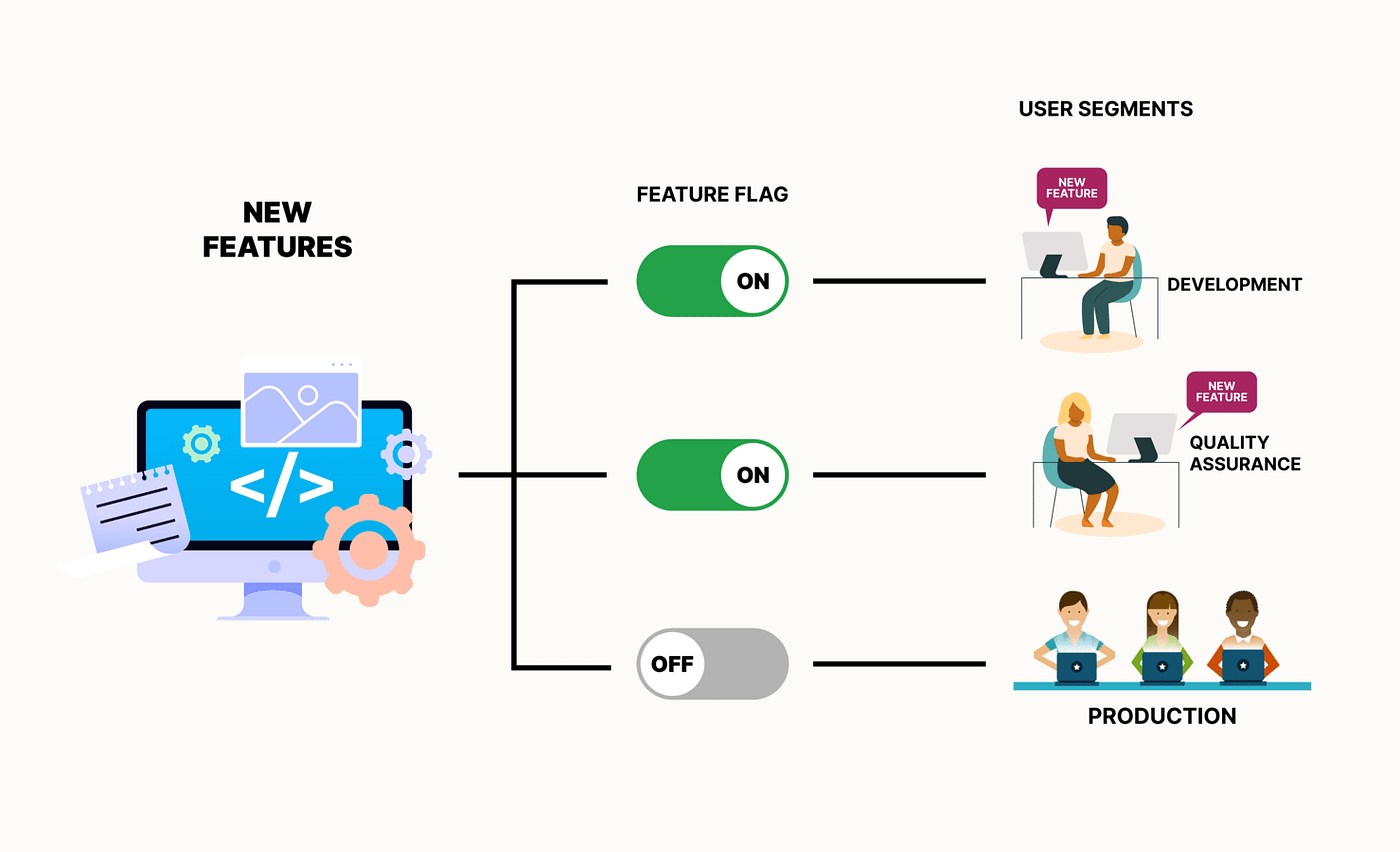 NEW
FEATURES
</>
FEATURE FLAG
ON
ON
OFF
USER SEGMENTS
NEW
FEATURE
DEVELOPMENT
NEW
FEATURE
QUALITY
ASSURANCE
PRODUCTION